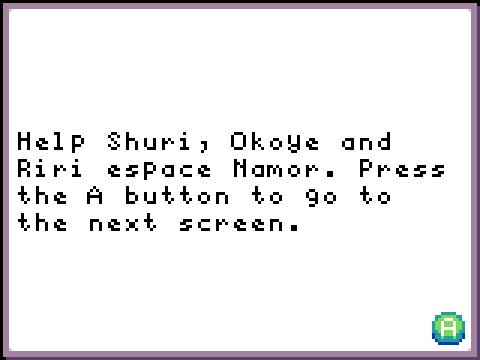 Help Shuri, Okoye and
Riri espace Namor. Press
the A button to go to
the next screen.
A